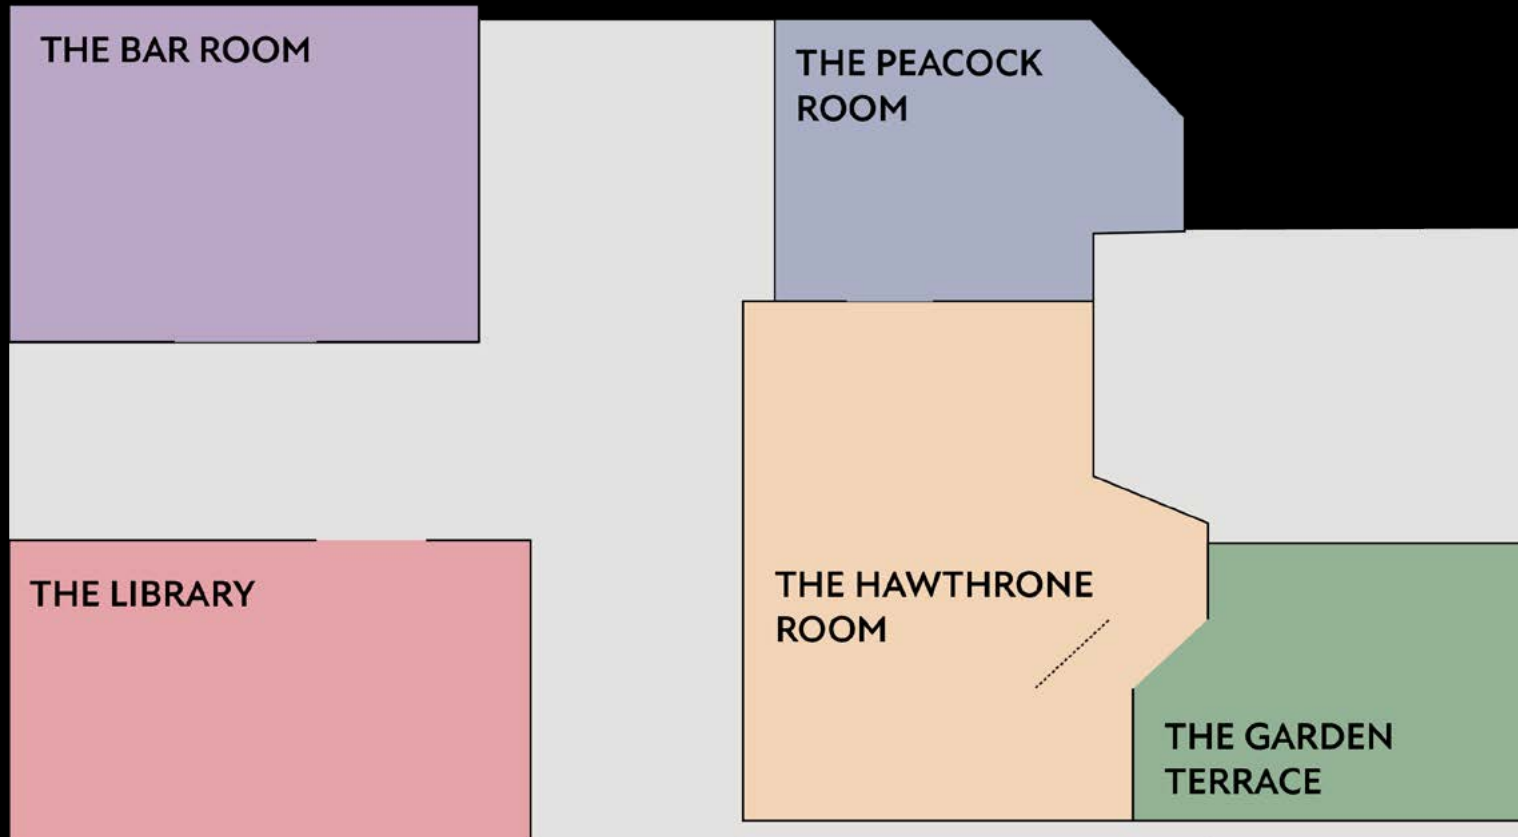 THE BAR ROOM
THE PEACOCK
ROOM
THE LIBRARY
THE HAWTHRONE
ROOM
THE GARDEN
TERRACE